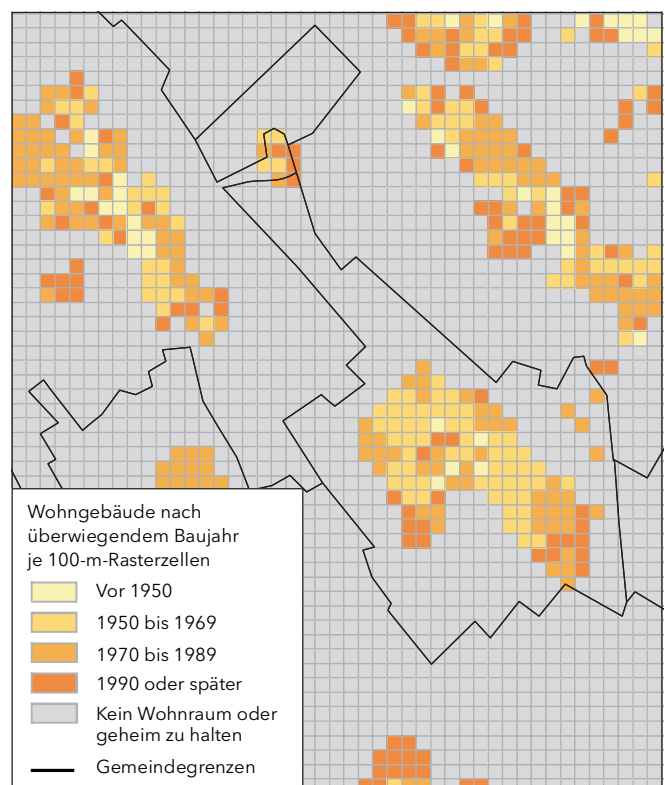 Wohngebäude nach
überwiegendem Baujahr
je 100-m-Rasterzellen
Vor 1950
1950 bis 1969
1970 bis 1989
1990 oder später
Kein Wohnraum oder
geheim zu halten
Gemeindegrenzen